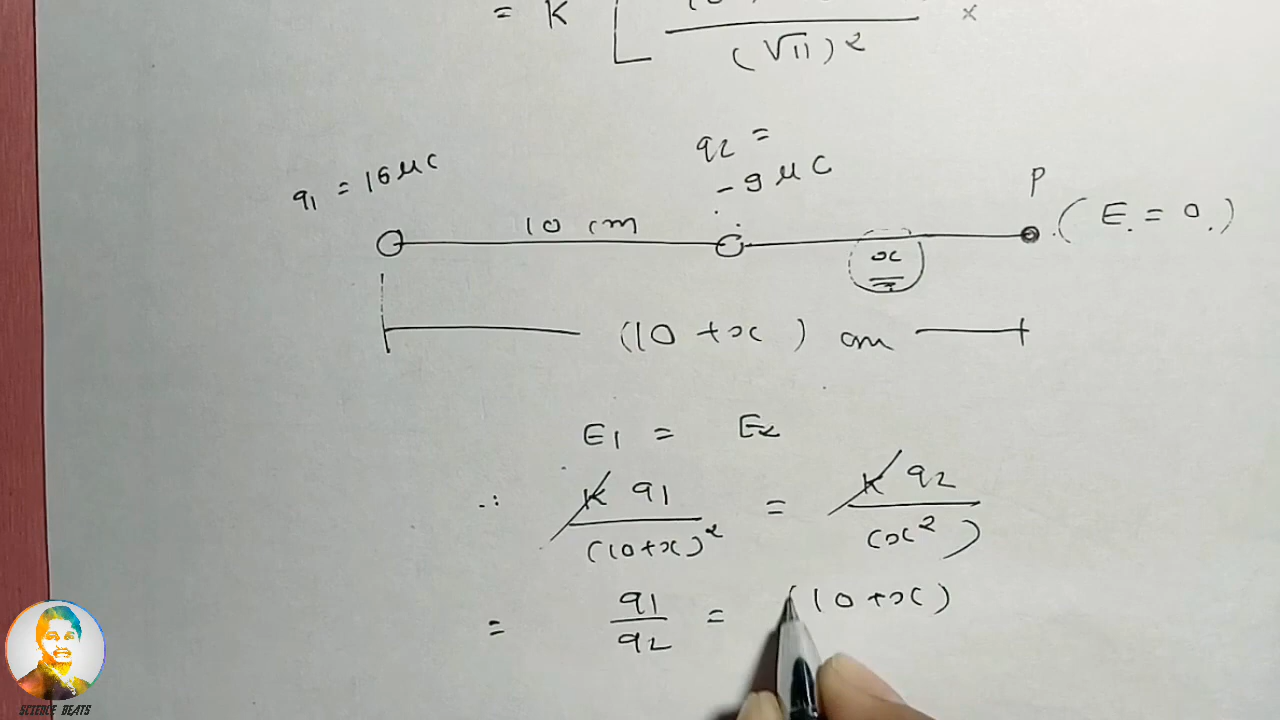 = K [ (√11)² ×
q1 = 16 μC
q2 =
- 9 μC
P
10 cm
( E = 0 )
x
(10 + x ) cm
E1 = E2
∴ K q1 / (10+x)² = K q2 / (x²)
= q1 / q2 = (10 + x)
SCIENCE BEATS